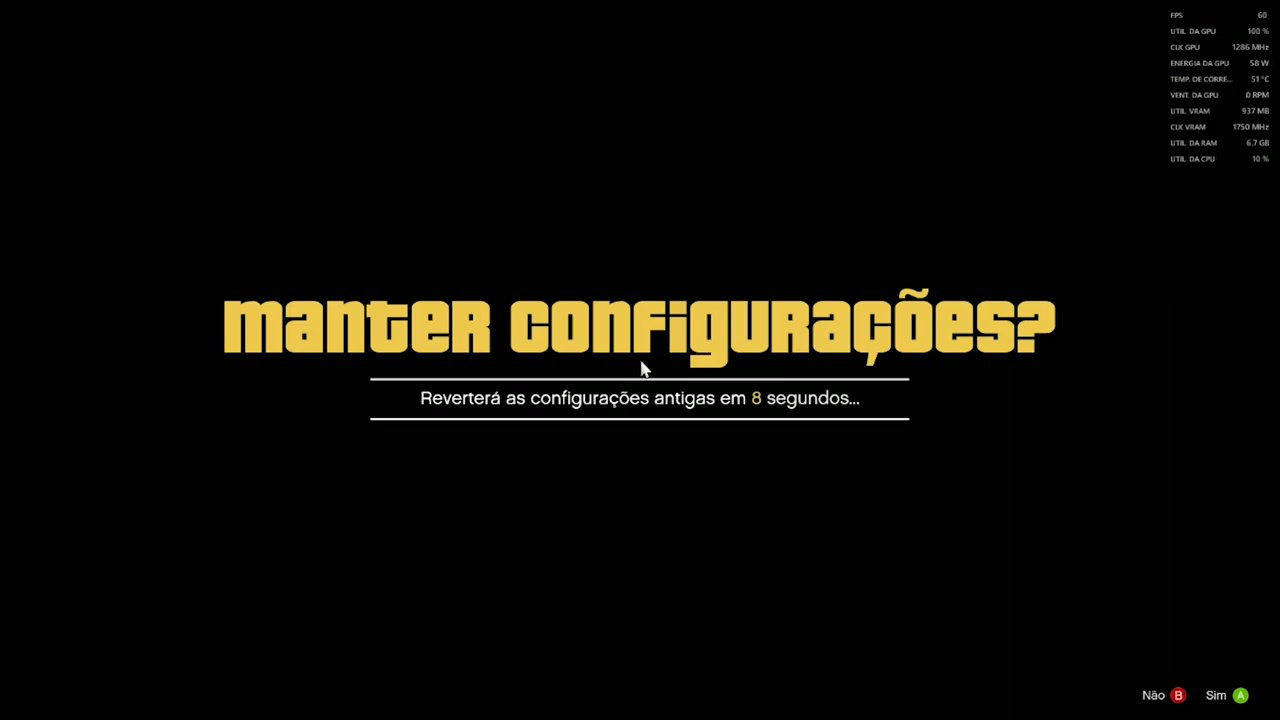 FPS 60
UTIL. DA GPU 100 %
CLK GPU 1286 MHz
ENERGIA DA GPU 58 W
TEMP. DE CORRE... 51 °C
VENT. DA GPU 0 RPM
UTIL. VRAM 937 MB
CLK VRAM 1750 MHz
UTIL. DA RAM 6.7 GB
UTIL. DA CPU 10 %
manter configurações?
Reverterá as configurações antigas em 8 segundos...
Não B Sim A